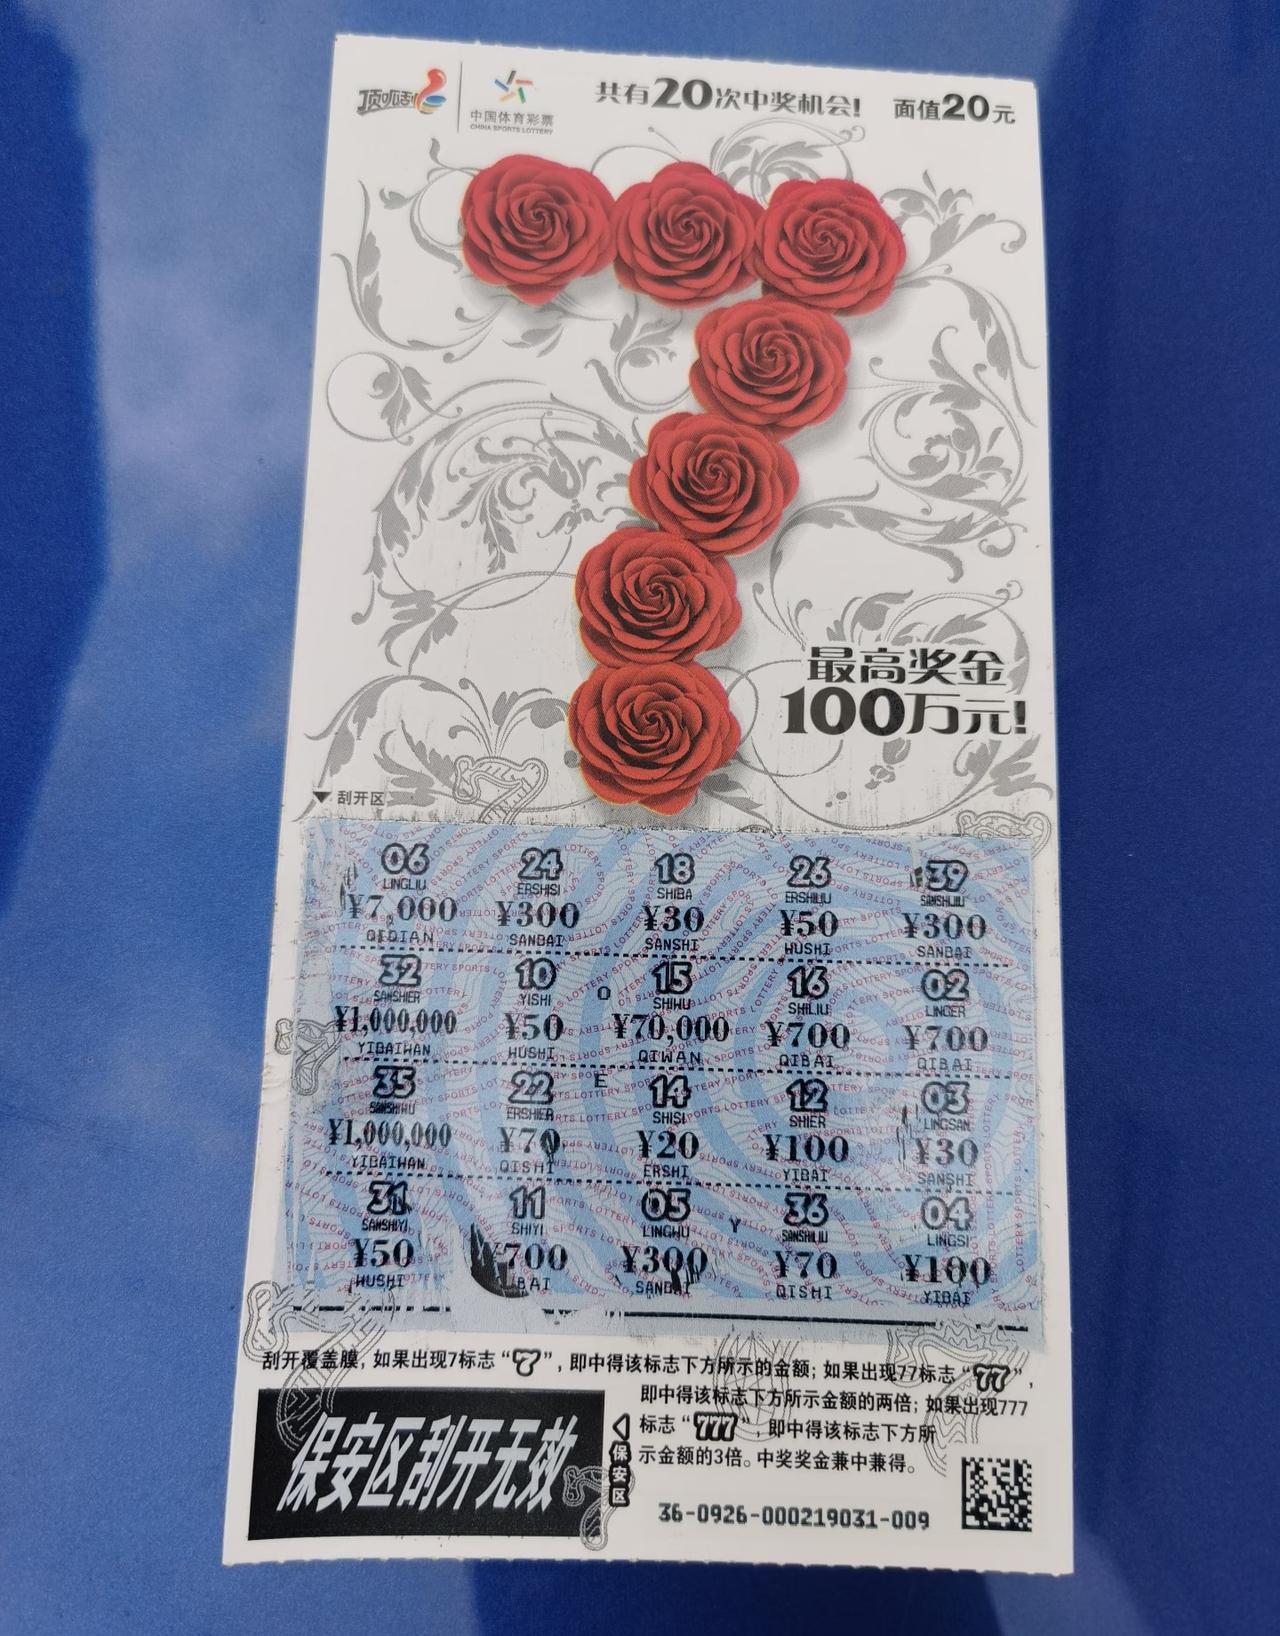 顶呱刮 中国体育彩票 共有20次中奖机会! 面值20元
CHINA SPORTS LOTTERY
最高奖金
100万元!
▼刮开区
06 24 18 26 39
LINGLIU ERSHISI SHIBA ERSHILIU SANSHIJIU
¥7,000 ¥300 ¥30 ¥50 ¥300
QIQIAN SANBAI SANSHI WUSHI SANBAI
32 10 15 16 02
SANSHIER YISHI O SHIWU SHILIU LINGER
¥1,000,000 ¥50 ¥70,000 ¥700 ¥700
YIBAIWAN WUSHI QIWAN QIBAI QIBAI
35 22 E 14 12 03
SANSHIWU ERSHIER SHISI SHIER LINGSAN
¥1,000,000 ¥70 ¥20 ¥100 ¥30
YIBAIWAN QISHI ERSHI YIBAI SANSHI
31 11 05 36 04
SANSHIYI SHIYI LINGWU Y SANSHILIU LINGSI
¥50 ¥700 ¥300 ¥70 ¥100
WUSHI BAI SANBAI QISHI YIBAI
刮开覆盖膜，如果出现7标志“7”，即中得该标志下方所示的金额；如果出现77标志“77”，
即中得该标志下方所示金额的两倍；如果出现777
标志“777”，即中得该标志下方所
示金额的3倍。中奖奖金兼中兼得。
保安区刮开无效
保安区
36-0926-000219031-009